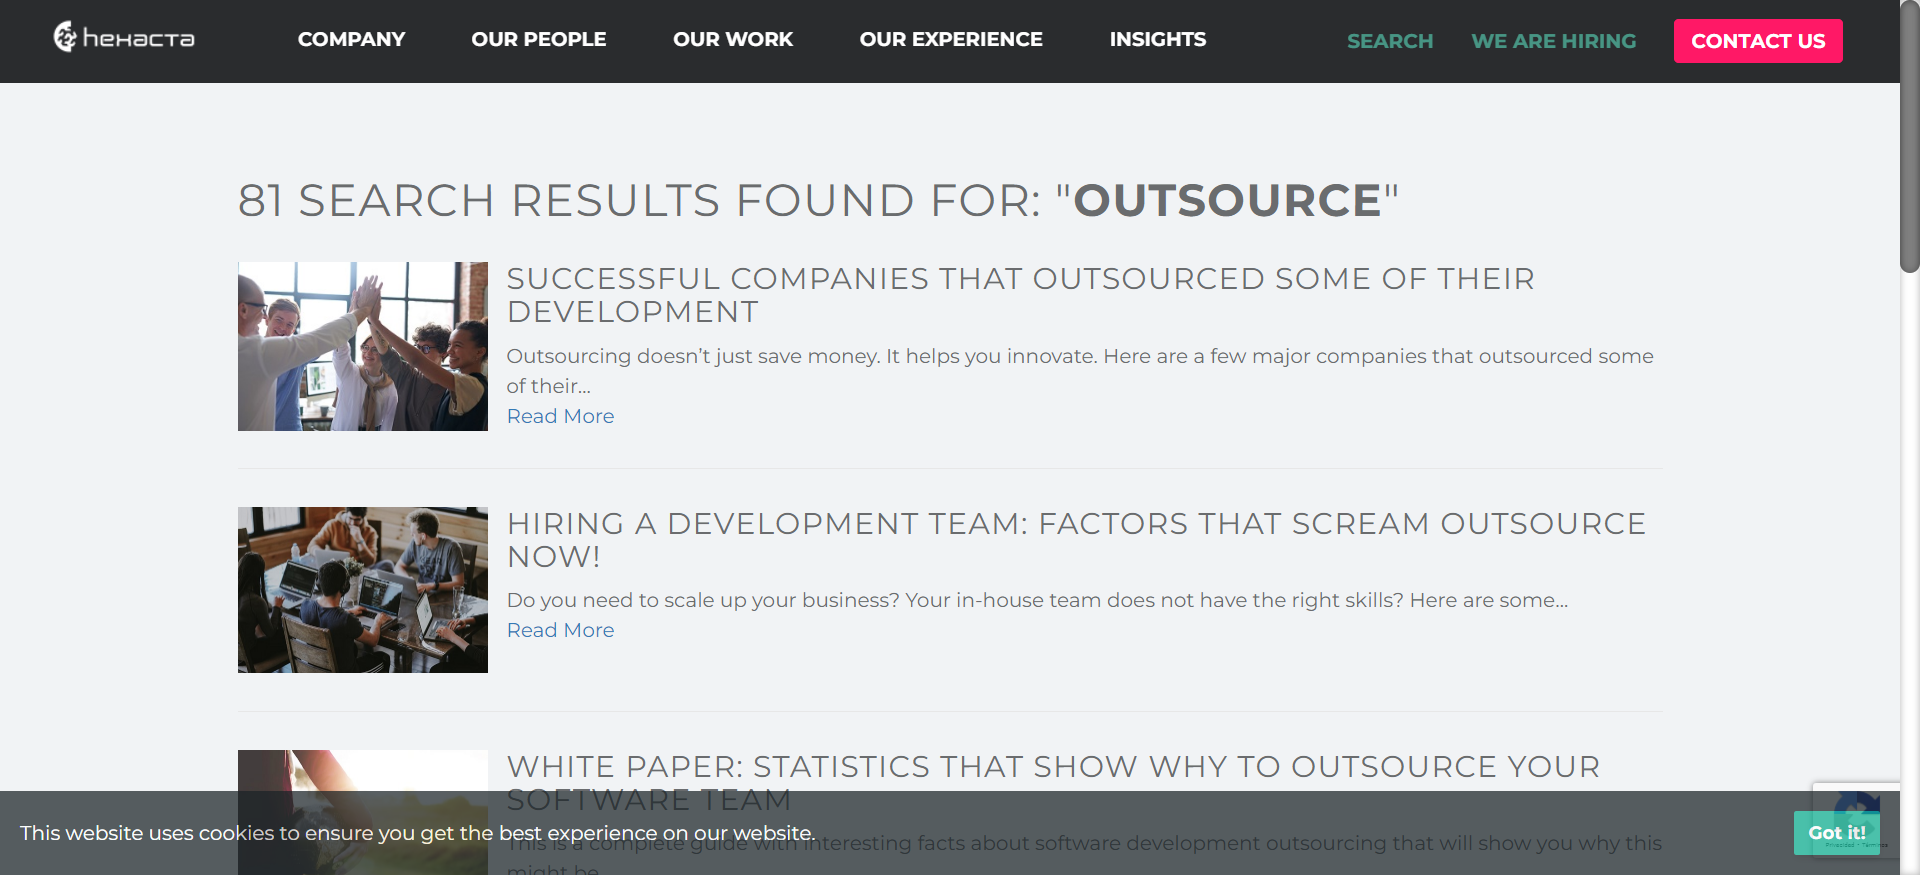 hexacta
COMPANY
OUR PEOPLE
OUR WORK
OUR EXPERIENCE
INSIGHTS
SEARCH
WE ARE HIRING
CONTACT US
81 SEARCH RESULTS FOUND FOR: "OUTSOURCE"
SUCCESSFUL COMPANIES THAT OUTSOURCED SOME OF THEIR
DEVELOPMENT
Outsourcing doesn’t just save money. It helps you innovate. Here are a few major companies that outsourced some
of their...
Read More
HIRING A DEVELOPMENT TEAM: FACTORS THAT SCREAM OUTSOURCE
NOW!
Do you need to scale up your business? Your in-house team does not have the right skills? Here are some...
Read More
WHITE PAPER: STATISTICS THAT SHOW WHY TO OUTSOURCE YOUR
SOFTWARE TEAM
This is a complete guide with interesting facts about software development outsourcing that will show you why this
might be...
This website uses cookies to ensure you get the best experience on our website.
Got it!
Privacidad - Términos